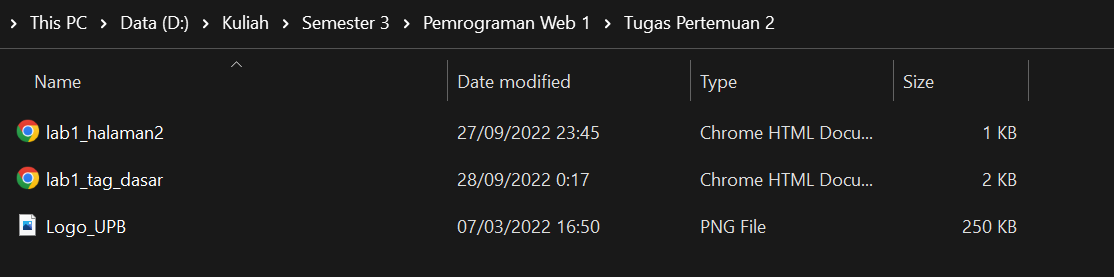 This PC > Data (D:) > Kuliah > Semester 3 > Pemrograman Web 1 > Tugas Pertemuan 2
Name Date modified Type Size
lab1_halaman2 27/09/2022 23:45 Chrome HTML Docu... 1 KB
lab1_tag_dasar 28/09/2022 0:17 Chrome HTML Docu... 2 KB
Logo_UPB 07/03/2022 16:50 PNG File 250 KB